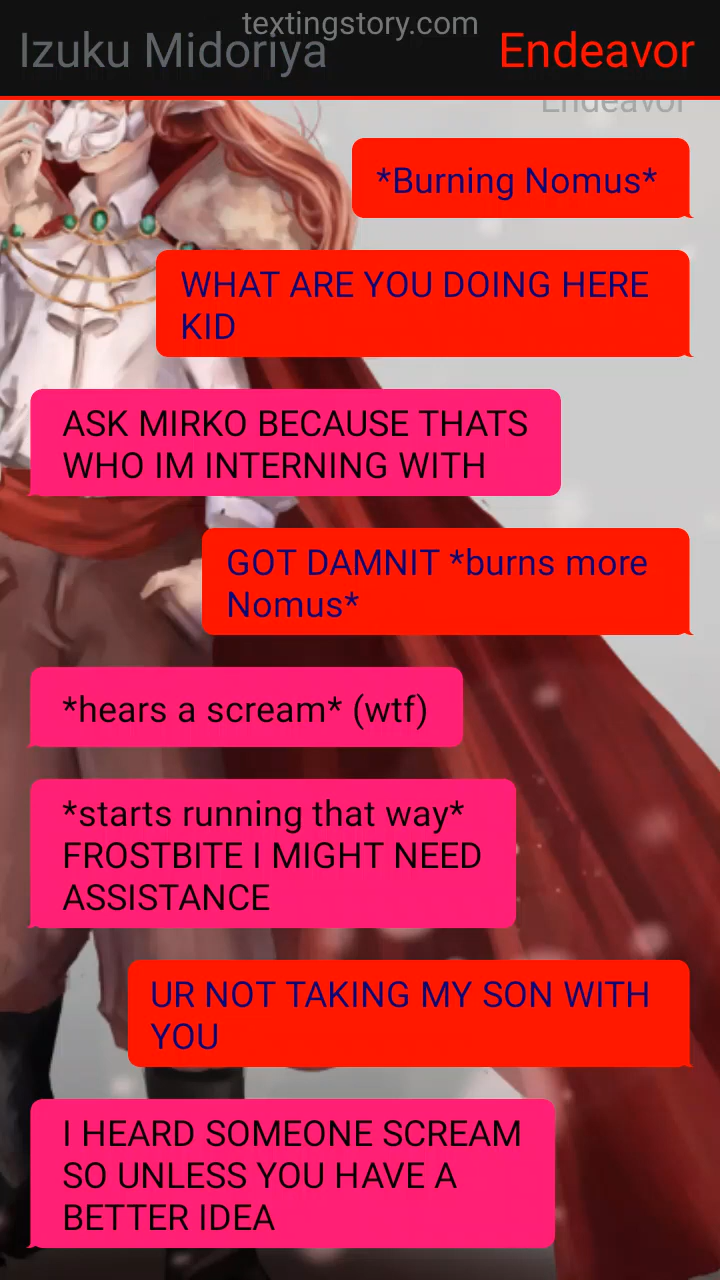 textingstory.com
Izuku Midoriya
Endeavor
Endeavor
*Burning Nomus*
WHAT ARE YOU DOING HERE
KID
ASK MIRKO BECAUSE THATS
WHO IM INTERNING WITH
GOT DAMNIT *burns more
Nomus*
*hears a scream* (wtf)
*starts running that way*
FROSTBITE I MIGHT NEED
ASSISTANCE
UR NOT TAKING MY SON WITH
YOU
I HEARD SOMEONE SCREAM
SO UNLESS YOU HAVE A
BETTER IDEA